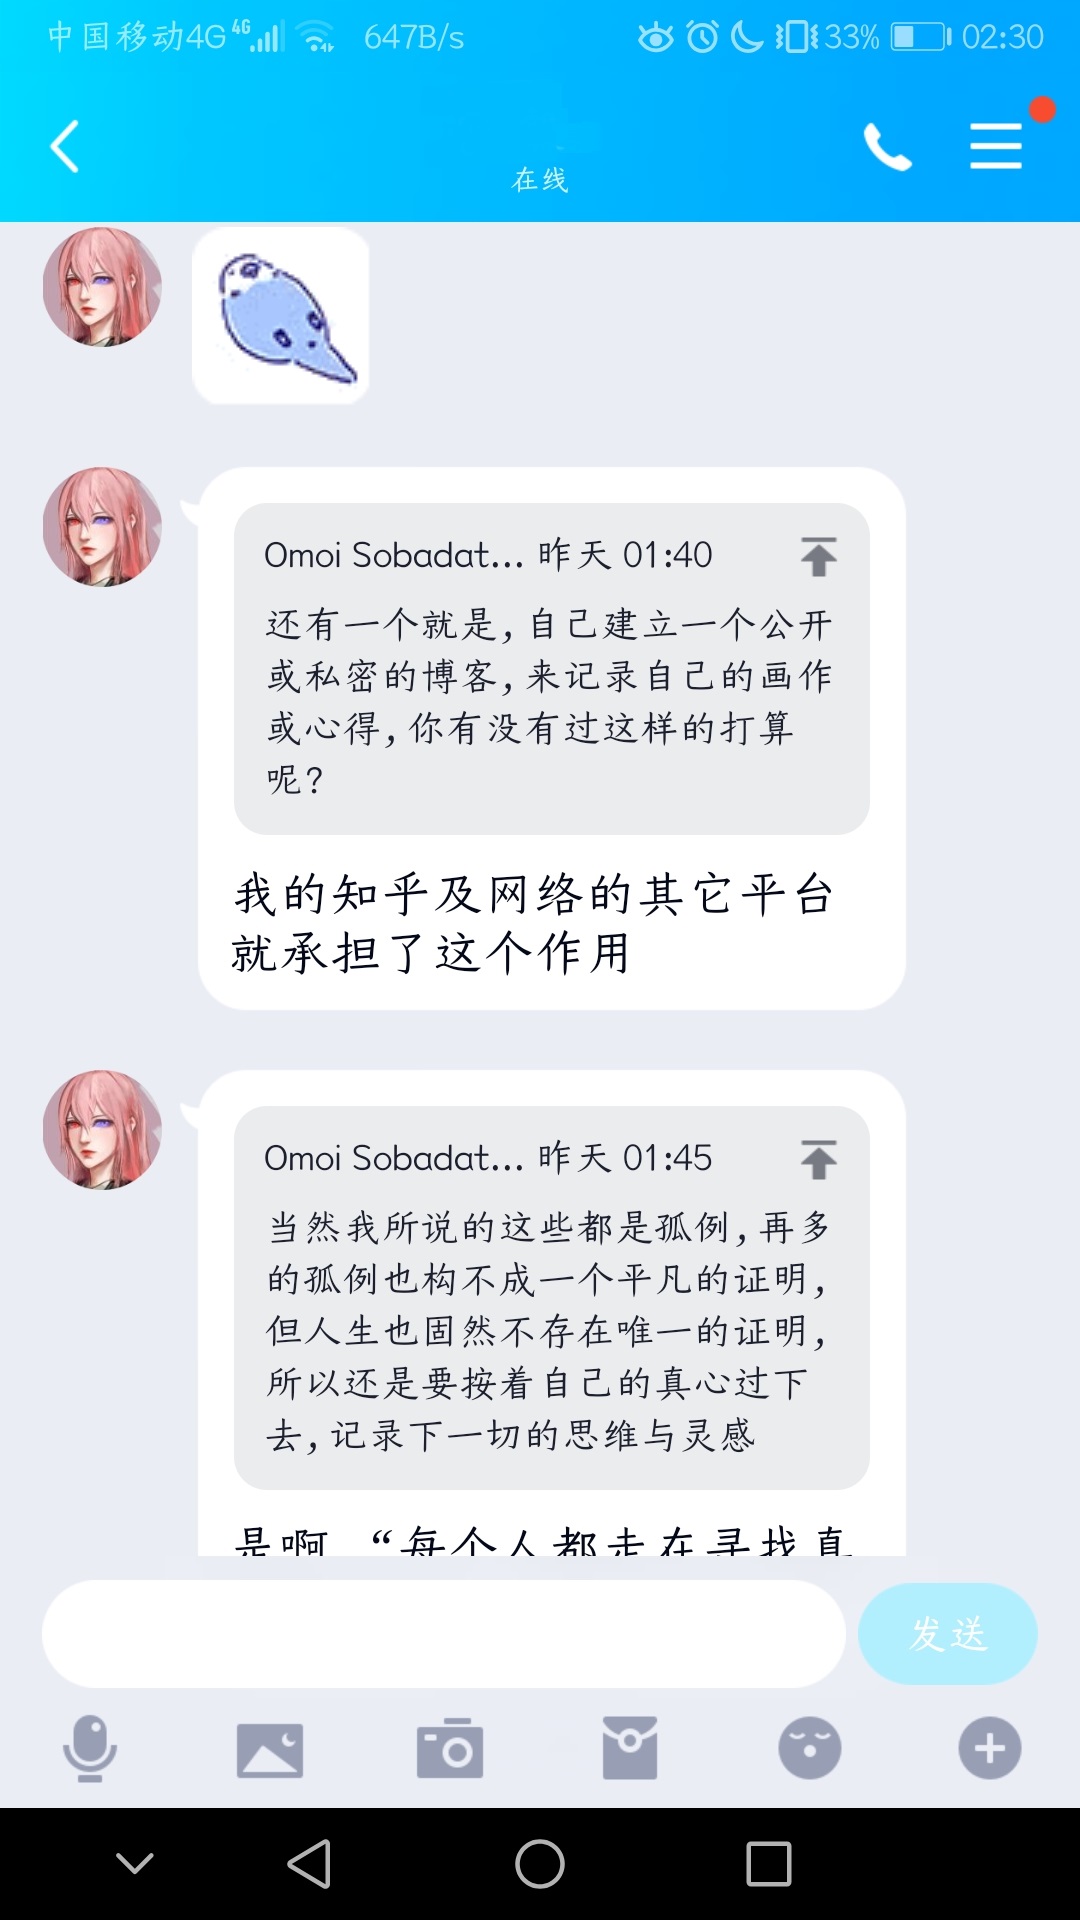 中国移动4G 4G 647B/s 33% 02:30
在线
Omoi Sobadat... 昨天 01:40
还有一个就是,自己建立一个公开
或私密的博客,来记录自己的画作
或心得,你有没有过这样的打算
呢?
我的知乎及网络的其它平台
就承担了这个作用
Omoi Sobadat... 昨天 01:45
当然我所说的这些都是孤例,再多
的孤例也构不成一个平凡的证明,
但人生也固然不存在唯一的证明,
所以还是要按着自己的真心过下
去,记录下一切的思维与灵感
是啊 “每个人都走在寻找真
发送